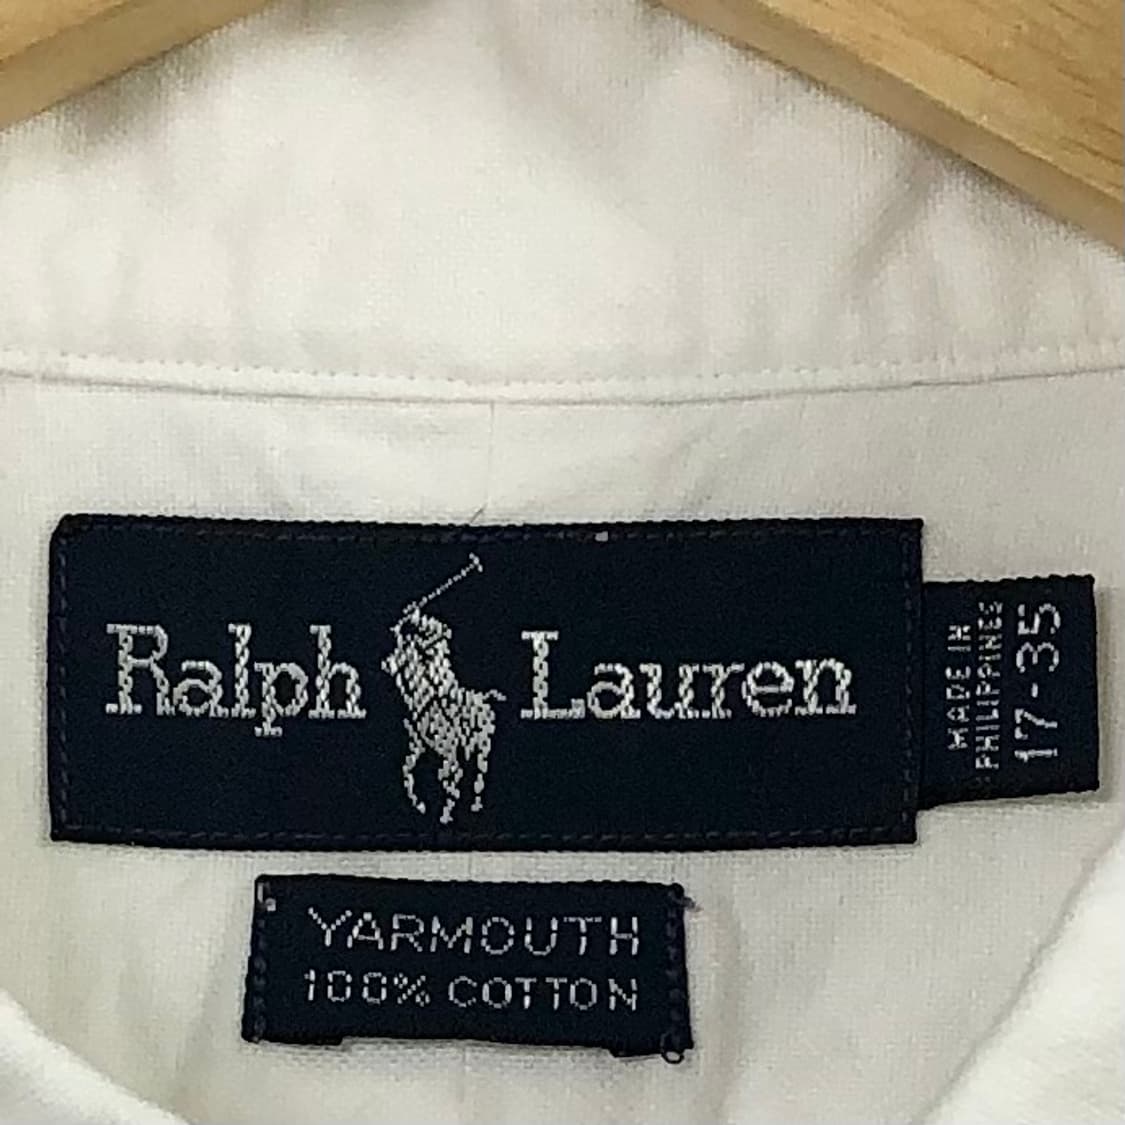 Ralph Lauren
MADE IN
PHILIPPINES
17-35
YARMOUTH
100% COTTON